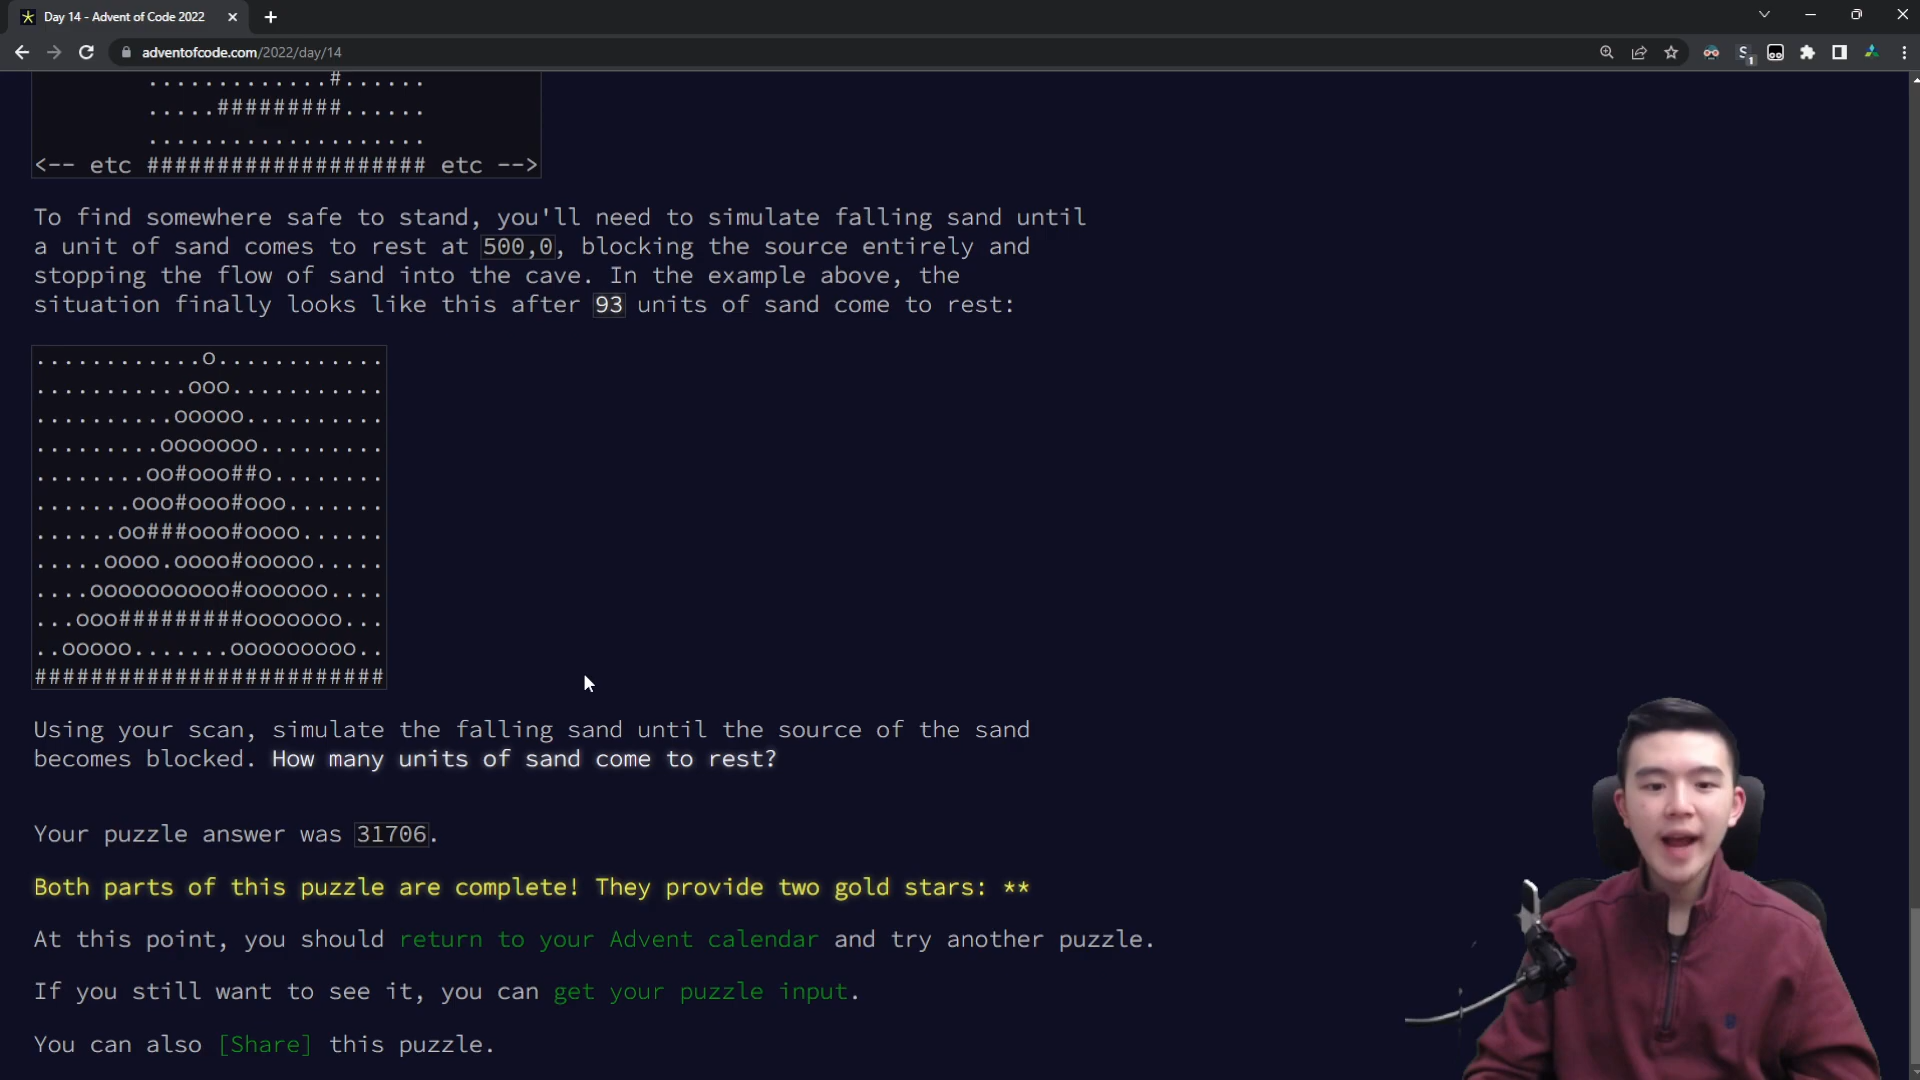 Day 14 - Advent of Code 2022
adventofcode.com/2022/day/14
.............#......
.....#########......
....................
<-- etc #################### etc -->
To find somewhere safe to stand, you'll need to simulate falling sand until
a unit of sand comes to rest at 500,0, blocking the source entirely and
stopping the flow of sand into the cave. In the example above, the
situation finally looks like this after 93 units of sand come to rest:
............o............
...........ooo...........
..........ooooo..........
.........ooooooo.........
........oo#ooo##o........
.......ooo#ooo#ooo.......
......oo###ooo#oooo......
.....oooo.oooo#ooooo.....
....oooooooooo#oooooo....
...ooo#########ooooooo...
..ooooo.......ooooooooo..
#########################
Using your scan, simulate the falling sand until the source of the sand
becomes blocked. How many units of sand come to rest?
Your puzzle answer was 31706.
Both parts of this puzzle are complete! They provide two gold stars: **
At this point, you should return to your Advent calendar and try another puzzle.
If you still want to see it, you can get your puzzle input.
You can also [Share] this puzzle.